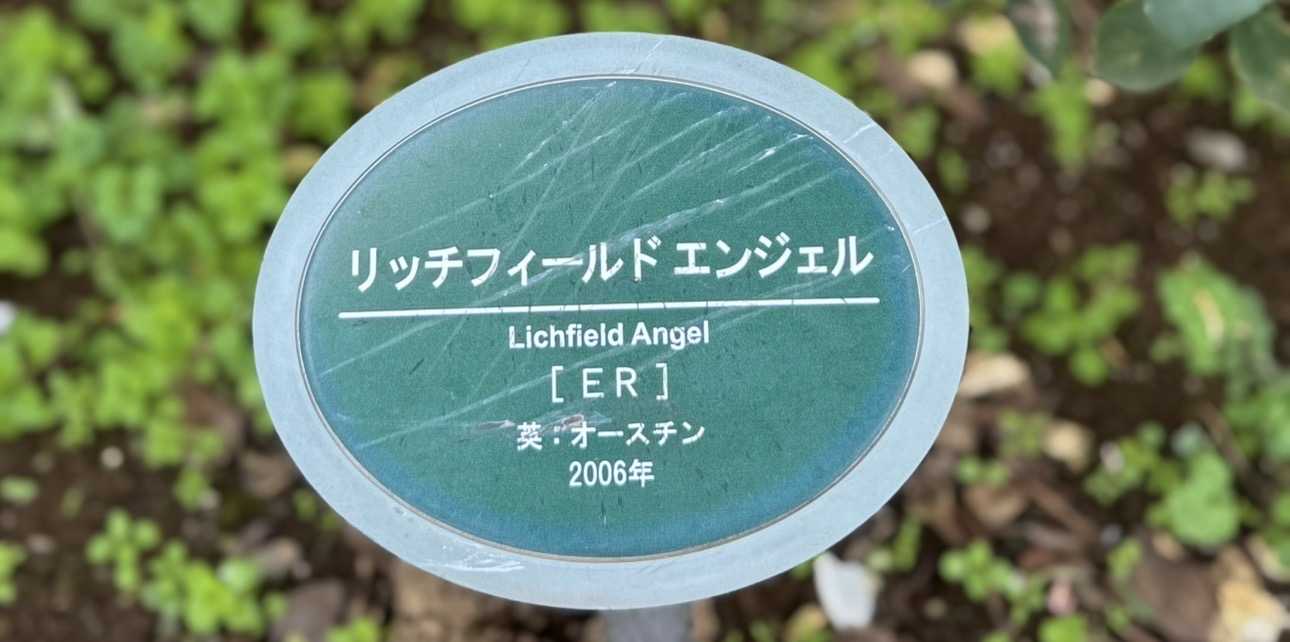 リッチフィールド エンジェル
Lichfield Angel
[ ER ]
英：オースチン
2006年